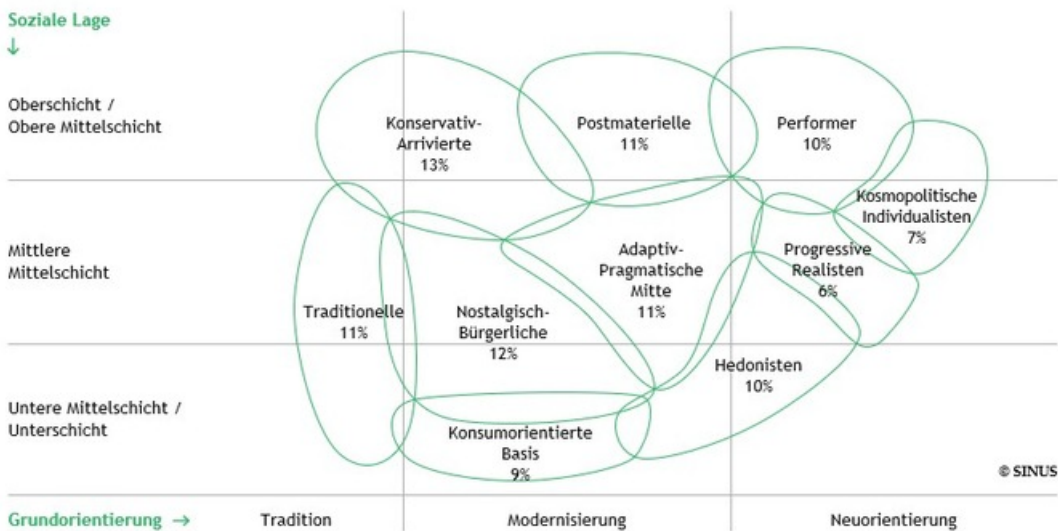 Soziale Lage
↓
Oberschicht /
Obere Mittelschicht
Konservativ-
Arrivierte
13%
Postmaterielle
11%
Performer
10%
Kosmopolitische
Individualisten
7%
Mittlere
Mittelschicht
Traditionelle
11%
Nostalgisch-
Bürgerliche
12%
Adaptiv-
Pragmatische
Mitte
11%
Progressive
Realisten
6%
Hedonisten
10%
Untere Mittelschicht /
Unterschicht
Konsumorientierte
Basis
9%
© SINUS
Grundorientierung →
Tradition
Modernisierung
Neuorientierung